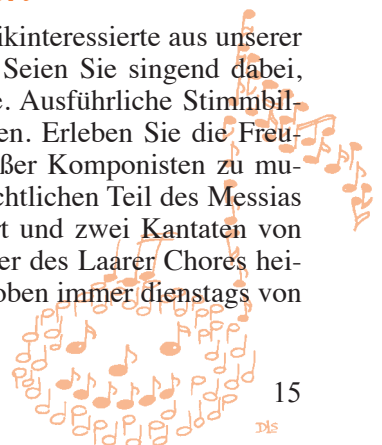 ikinteressierte aus unserer
Seien Sie singend dabei,
e. Ausführliche Stimmbil-
en. Erleben Sie die Freu-
ßer Komponisten zu mu-
chtlichen Teil des Messias
rt und zwei Kantaten von
er des Laarer Chores hei-
oben immer dienstags von
15
DLS